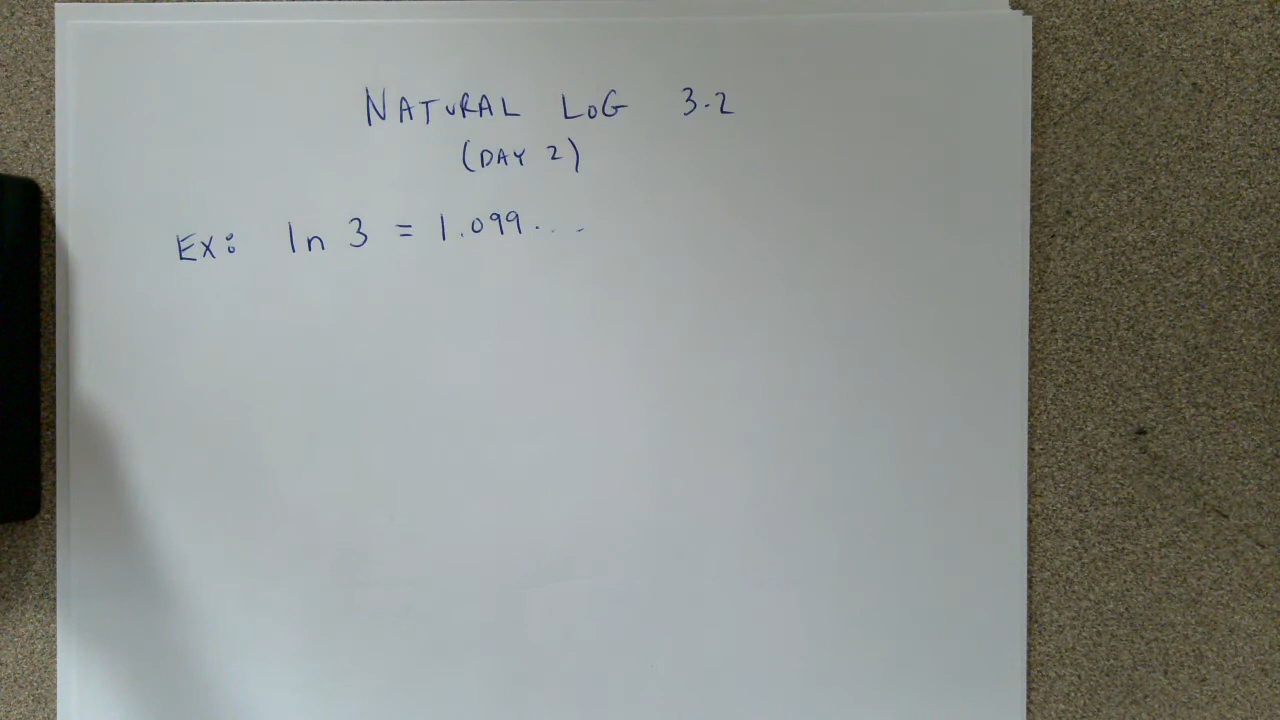 NATURAL LOG 3.2
(DAY 2)
Ex: ln 3 = 1.099....